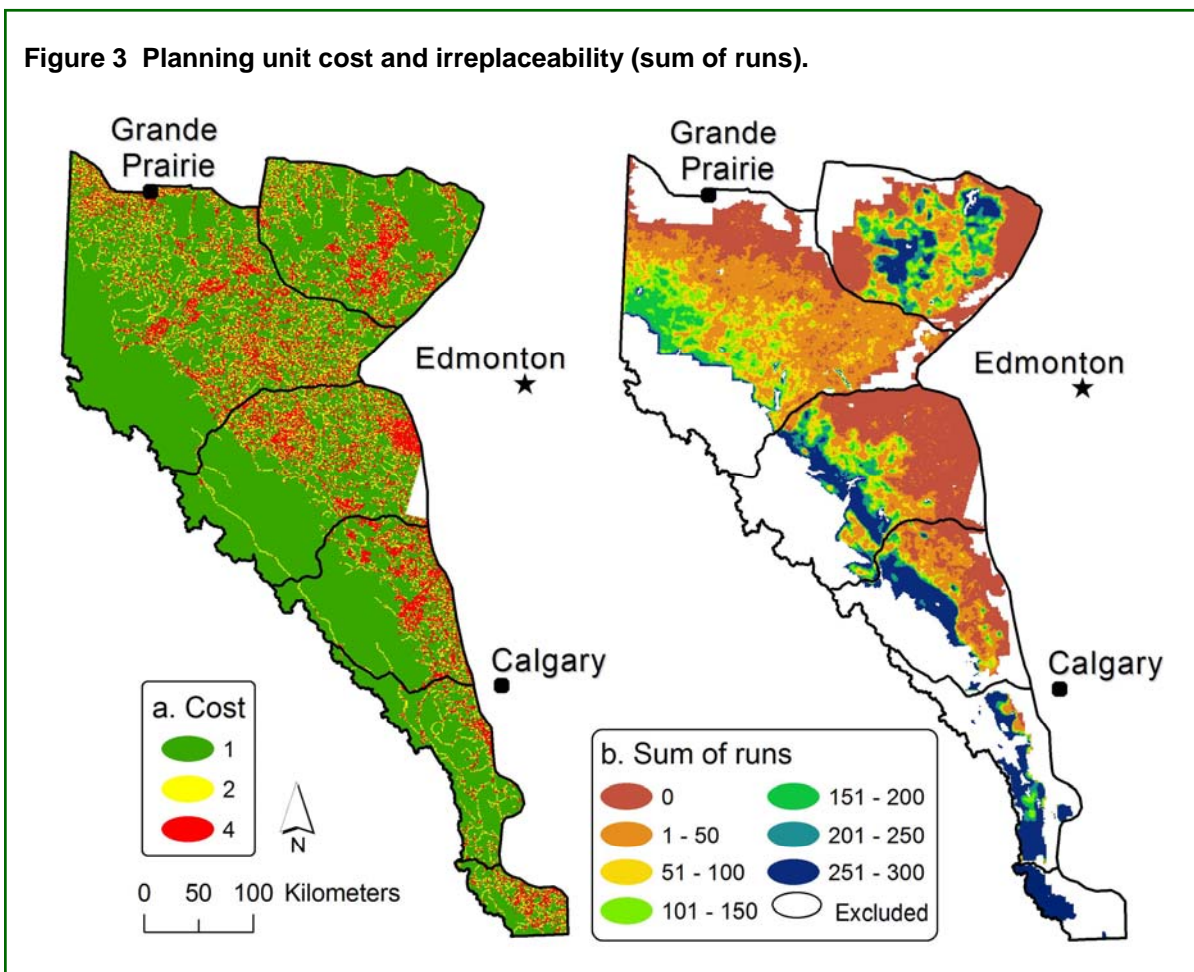 Figure 3 Planning unit cost and irreplaceability (sum of runs).
Grande
Prairie
Edmonton
Calgary
a. Cost
1
2
4
N
0 50 100 Kilometers
Grande
Prairie
Edmonton
Calgary
b. Sum of runs
0
1 - 50
51 - 100
101 - 150
151 - 200
201 - 250
251 - 300
Excluded